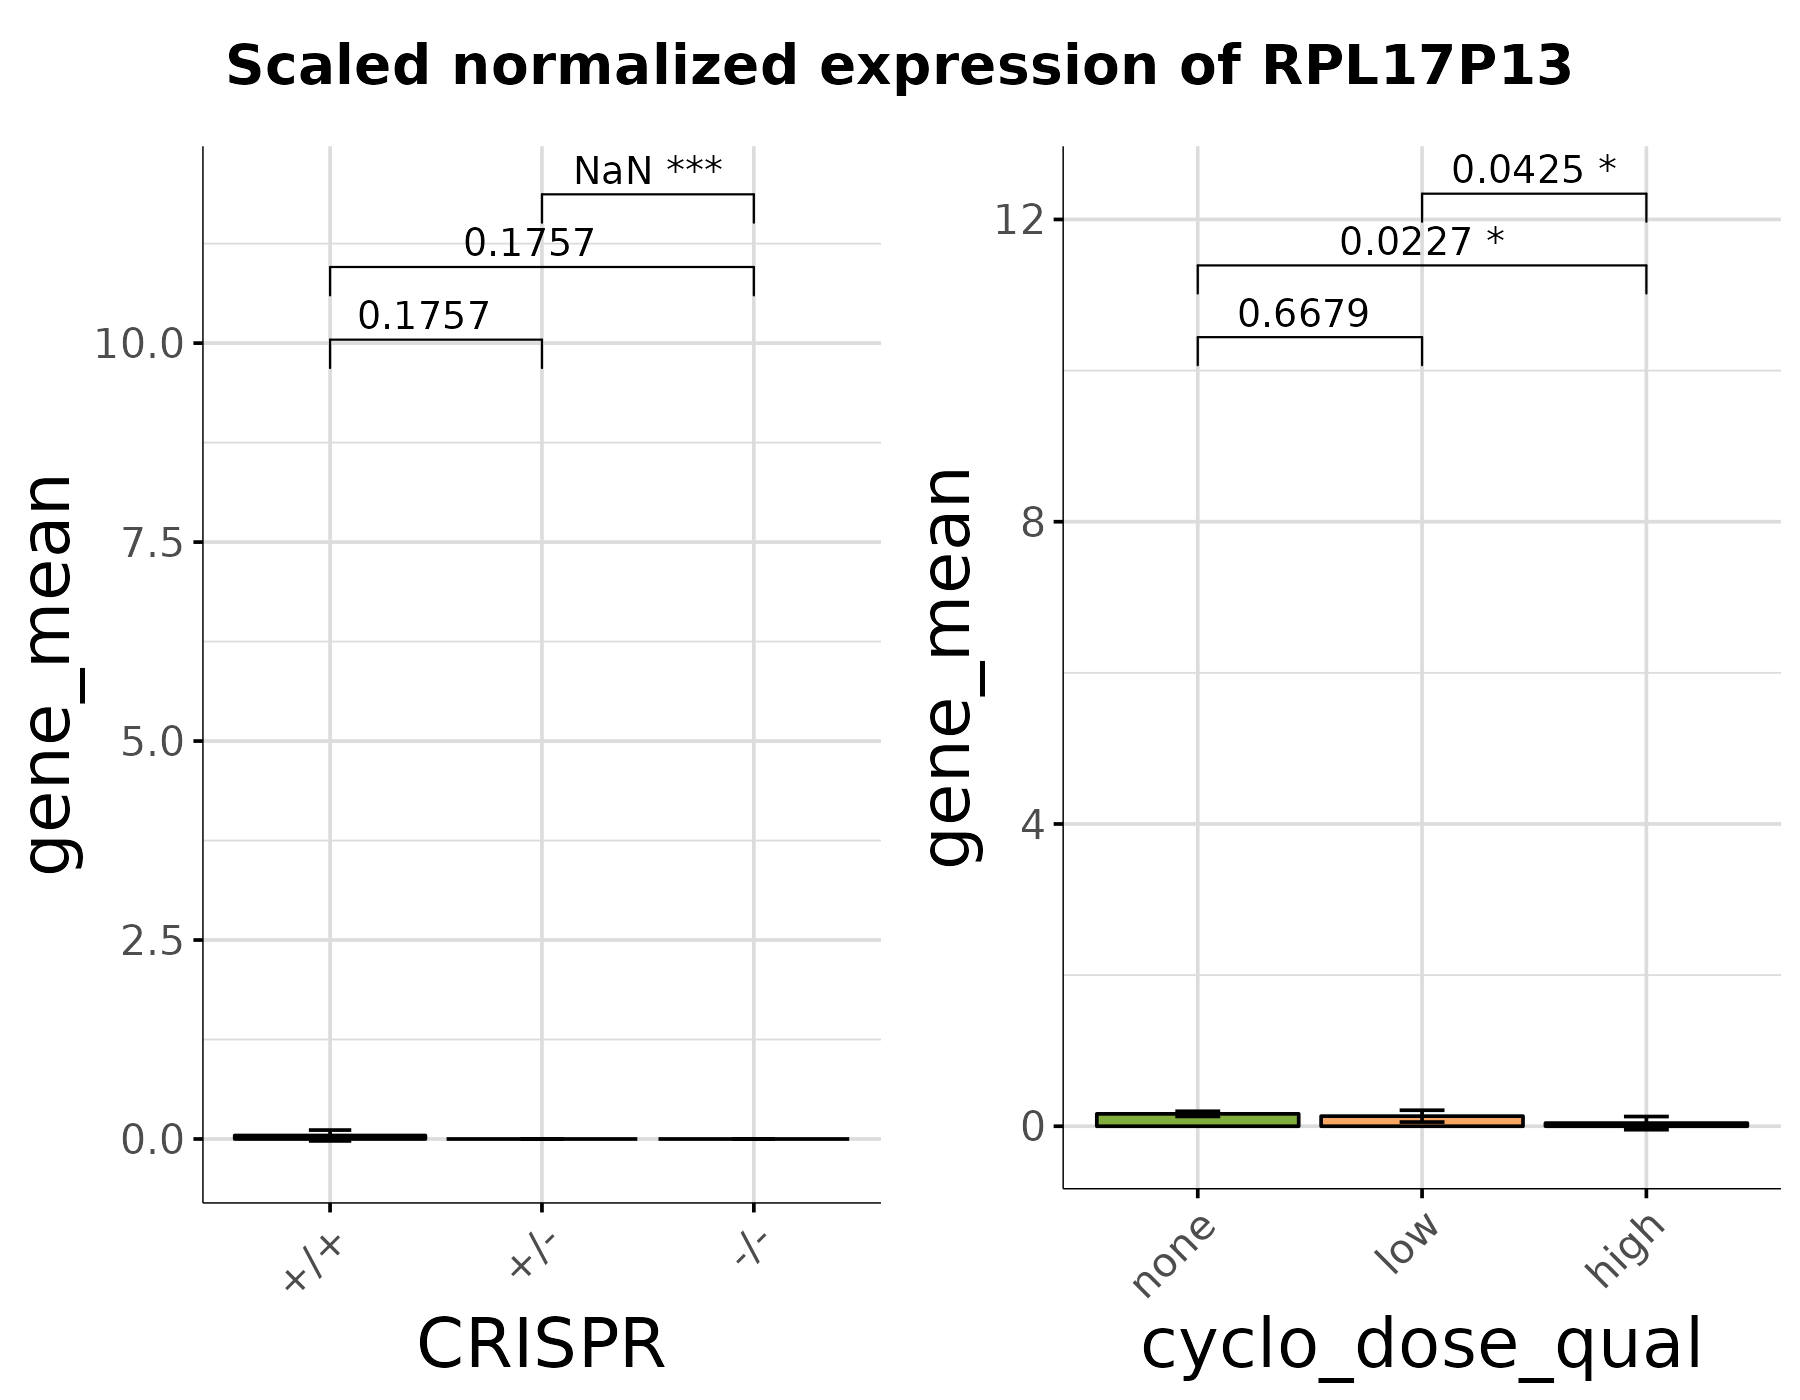 Scaled normalized expression of RPL17P13
gene_mean
10.0
7.5
5.0
2.5
0.0
NaN ***
0.1757
0.1757
+/+
+/-
-/-
CRISPR
gene_mean
12
8
4
0
0.0425 *
0.0227 *
0.6679
none
low
high
cyclo_dose_qual